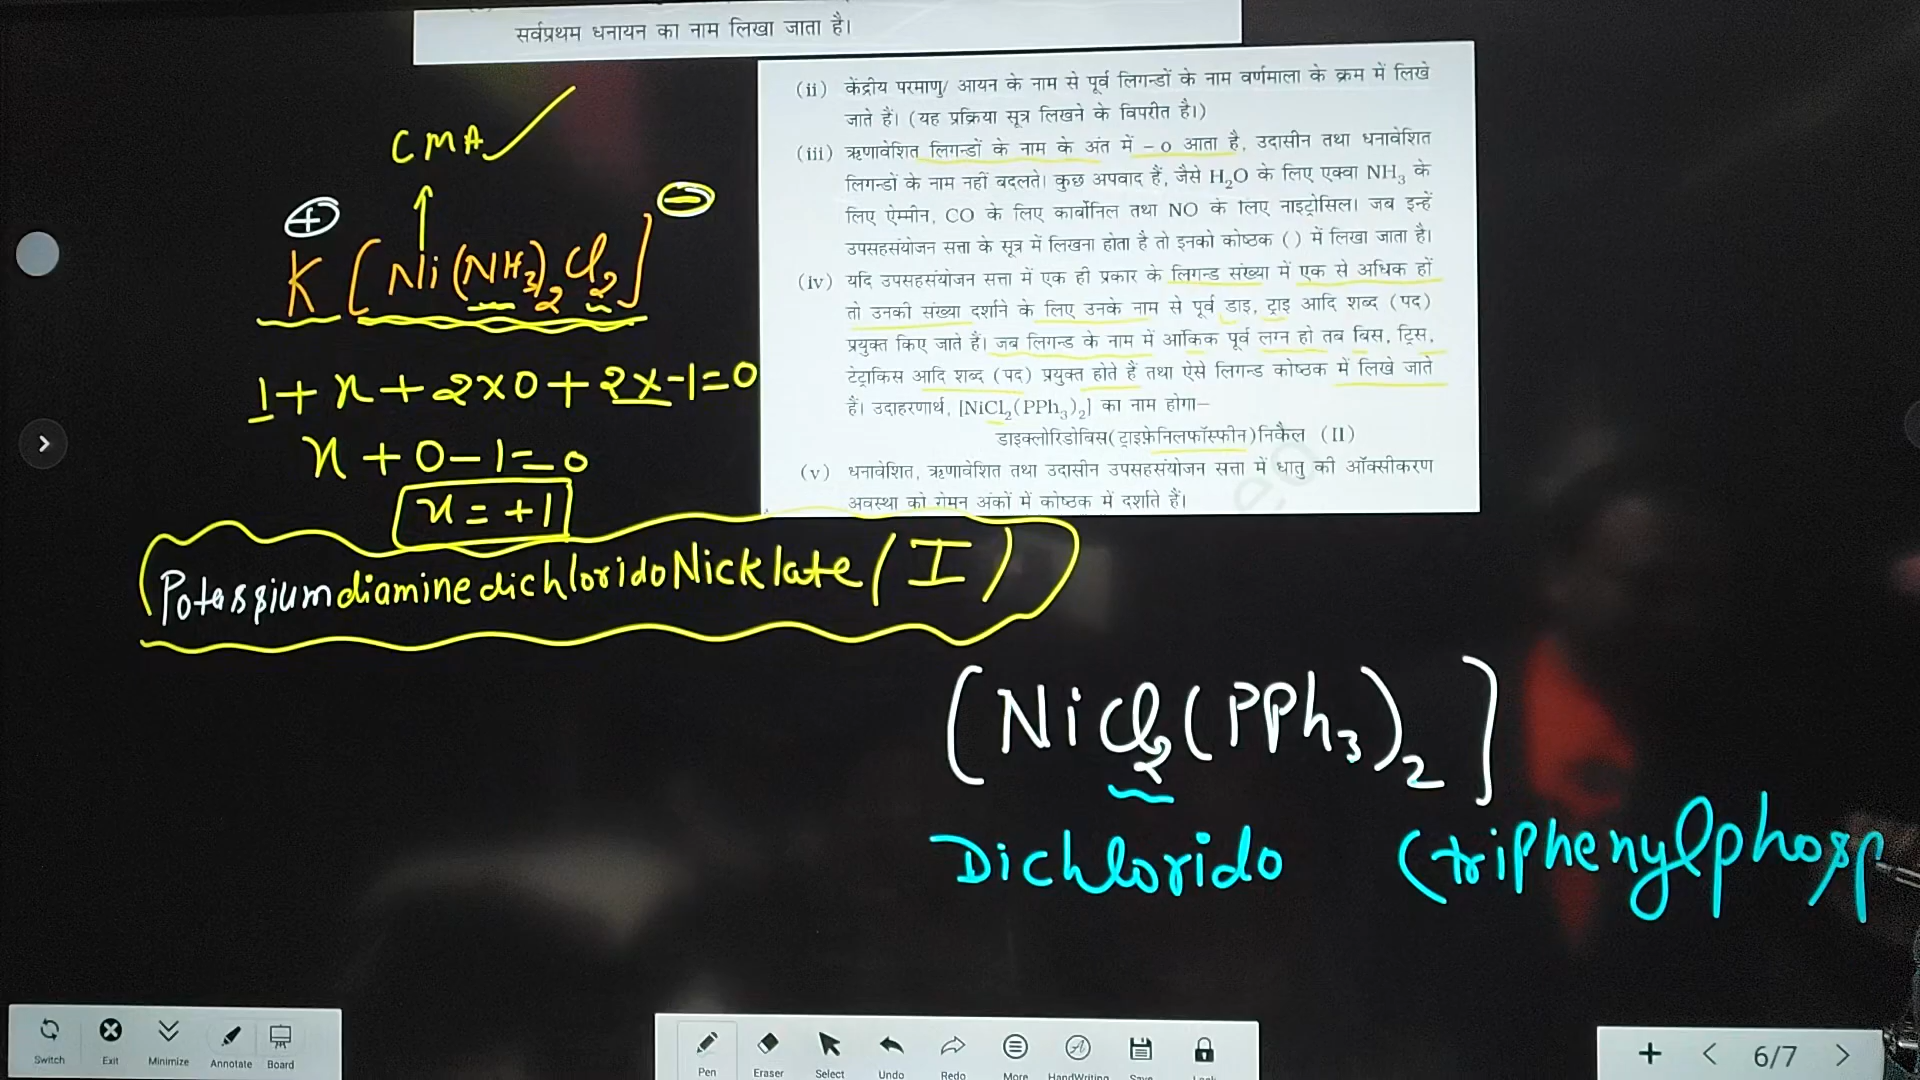 सर्वप्रथम धनायन का नाम लिखा जाता है।
(ii) केंद्रीय परमाणु/ आयन के नाम से पूर्व लिगन्डों के नाम वर्णमाला के क्रम में लिखे
जाते हैं। (यह प्रक्रिया सूत्र लिखने के विपरीत है।)
(iii) ऋणावेशित लिगन्डों के नाम के अंत में – o आता है, उदासीन तथा धनावेशित
लिगन्डों के नाम नहीं बदलते। कुछ अपवाद हैं, जैसे H₂O के लिए एक्वा NH₃ के
लिए ऐम्मीन, CO के लिए कार्बोनिल तथा NO के लिए नाइट्रोसिल। जब इन्हें
उपसहसंयोजन सत्ता के सूत्र में लिखना होता है तो इनको कोष्ठक ( ) में लिखा जाता है।
(iv) यदि उपसहसंयोजन सत्ता में एक ही प्रकार के लिगन्ड संख्या में एक से अधिक हों
तो उनकी संख्या दर्शाने के लिए उनके नाम से पूर्व डाइ, ट्राइ आदि शब्द (पद)
प्रयुक्त किए जाते हैं। जब लिगन्ड के नाम में आंकिक पूर्व लग्न हो तब बिस, ट्रिस,
टेट्राकिस आदि शब्द (पद) प्रयुक्त होते हैं तथा ऐसे लिगन्ड कोष्ठक में लिखे जाते
हैं। उदाहरणार्थ, [NiCl₂(PPh₃)₂] का नाम होगा–
डाइक्लोरिडोबिस(ट्राइफ़ेनिलफॉस्फीन)निकैल (II)
(v) धनावेशित, ऋणावेशित तथा उदासीन उपसहसंयोजन सत्ता में धातु की ऑक्सीकरण
अवस्था को रोमन अंकों में कोष्ठक में दर्शाते हैं।
CMA
+ −
K [Ni(NH₃)₂Cl₂]
1+x+2×0+2×-1=0
x+0-1=0
x=+1
PotassiumdiaminedichloridoNicklate(I)
[NiCl₂(PPh₃)₂]
Dichlorido (triphenylphosp
Switch Exit Minimize Annotate Board
Pen Eraser Select Undo Redo More HandWriting Save Lock
+ < 6/7 >